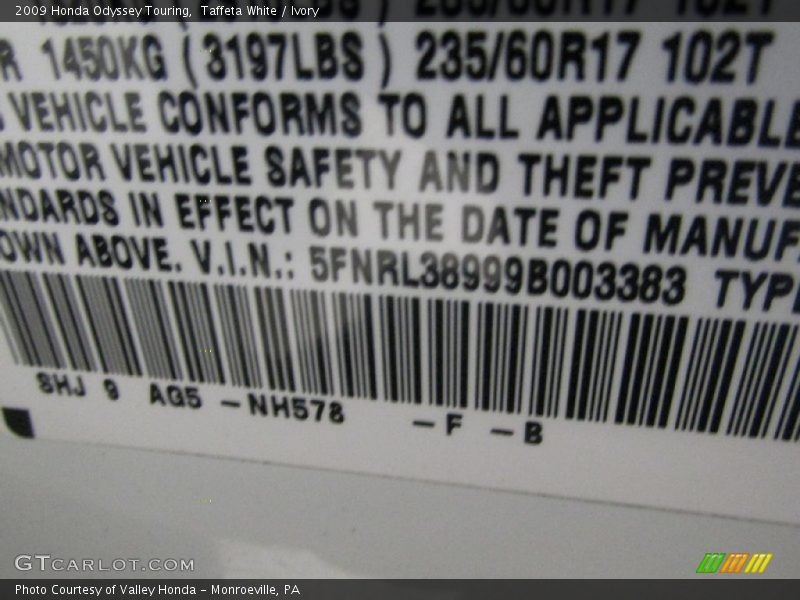 2009 Honda Odyssey Touring,  Taffeta White / Ivory
R 1450KG (3197LBS) 235/60R17 102T
VEHICLE CONFORMS TO ALL APPLICABLE
MOTOR VEHICLE SAFETY AND THEFT PREVE
NDARDS IN EFFECT ON THE DATE OF MANUF
OWN ABOVE. V.I.N.: 5FNRL38999B003383 TYPE
SHJ 9 AG5 -NH578 -F -B
GTCARLOT.COM
Photo Courtesy of Valley Honda - Monroeville, PA